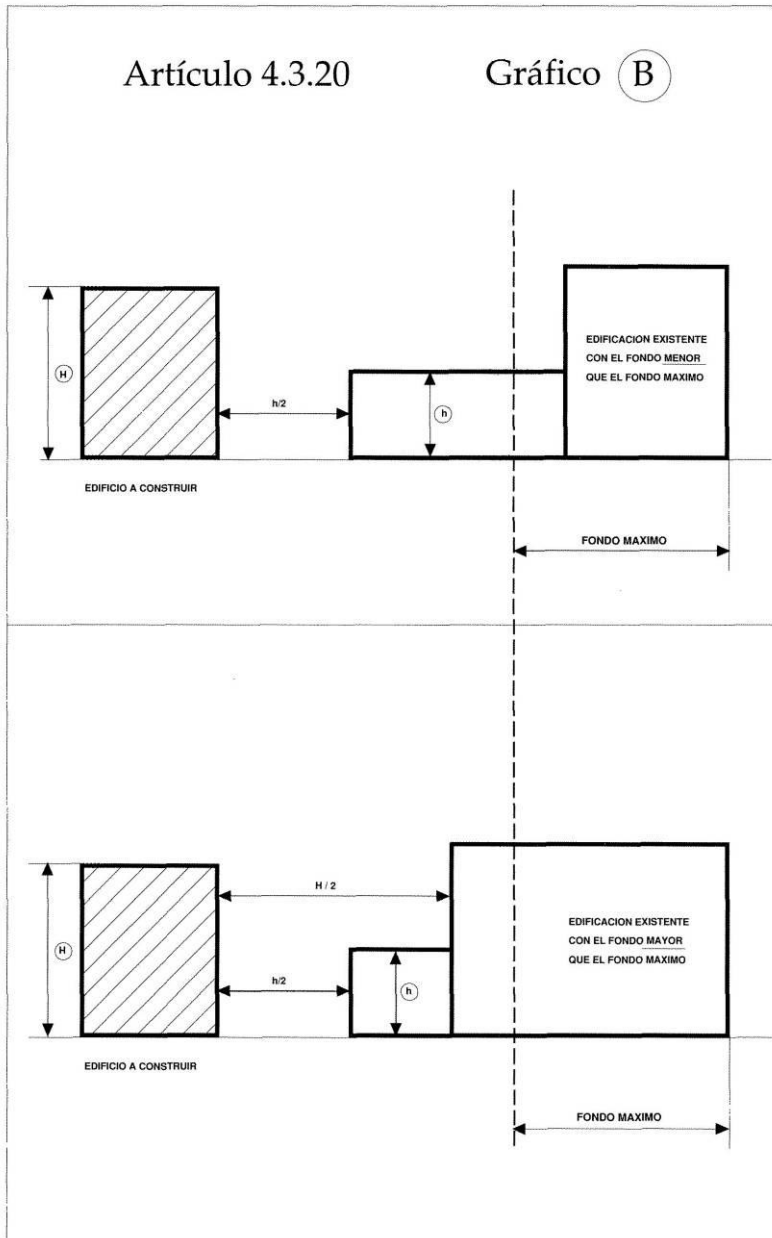 Artículo 4.3.20 Gráfico B
EDIFICACION EXISTENTE
CON EL FONDO MENOR
QUE EL FONDO MAXIMO
H
h/2
h
EDIFICIO A CONSTRUIR
FONDO MAXIMO
H / 2
EDIFICACION EXISTENTE
CON EL FONDO MAYOR
QUE EL FONDO MAXIMO
H
h/2
h
EDIFICIO A CONSTRUIR
FONDO MAXIMO